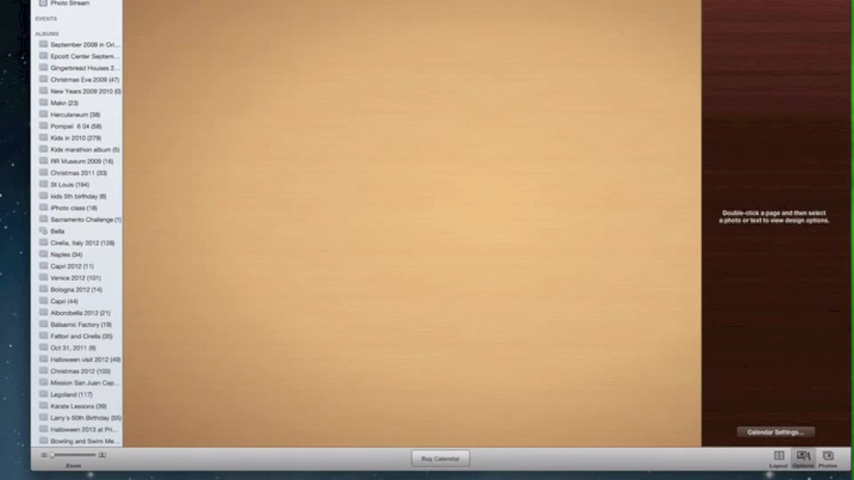 Photo Stream
EVENTS
ALBUMS
September 2009 in Orl...
Epcott Center Septem...
Gingerbread Houses 2...
Christmas Eve 2009 (47)
New Years 2009 2010 (0)
Makn (23)
Herculaneum (38)
Pompeii 6 04 (58)
Kids in 2010 (279)
Kids marathon album (5)
RR Museum 2009 (16)
Christmas 2011 (33)
St Louis (194)
kids 5th birthday (6)
iPhoto class (18)
Sacramento Challenge (1)
Bella
Cirella, Italy 2012 (128)
Naples (34)
Capri 2012 (11)
Venice 2012 (101)
Bologna 2012 (14)
Capri (44)
Alborobella 2012 (21)
Balsamic Factory (19)
Fattori and Cirella (35)
Oct 31, 2011 (9)
Halloween visit 2012 (49)
Christmas 2012 (103)
Mission San Juan Cap...
Legoland (117)
Karate Lessons (39)
Larry's 50th Birthday (55)
Halloween 2013 at Pri...
Bowling and Swim Me...
Double-click a page and then select
a photo or text to view design options.
Calendar Settings...
Zoom
Buy Calendar
Layout
Options
Photos